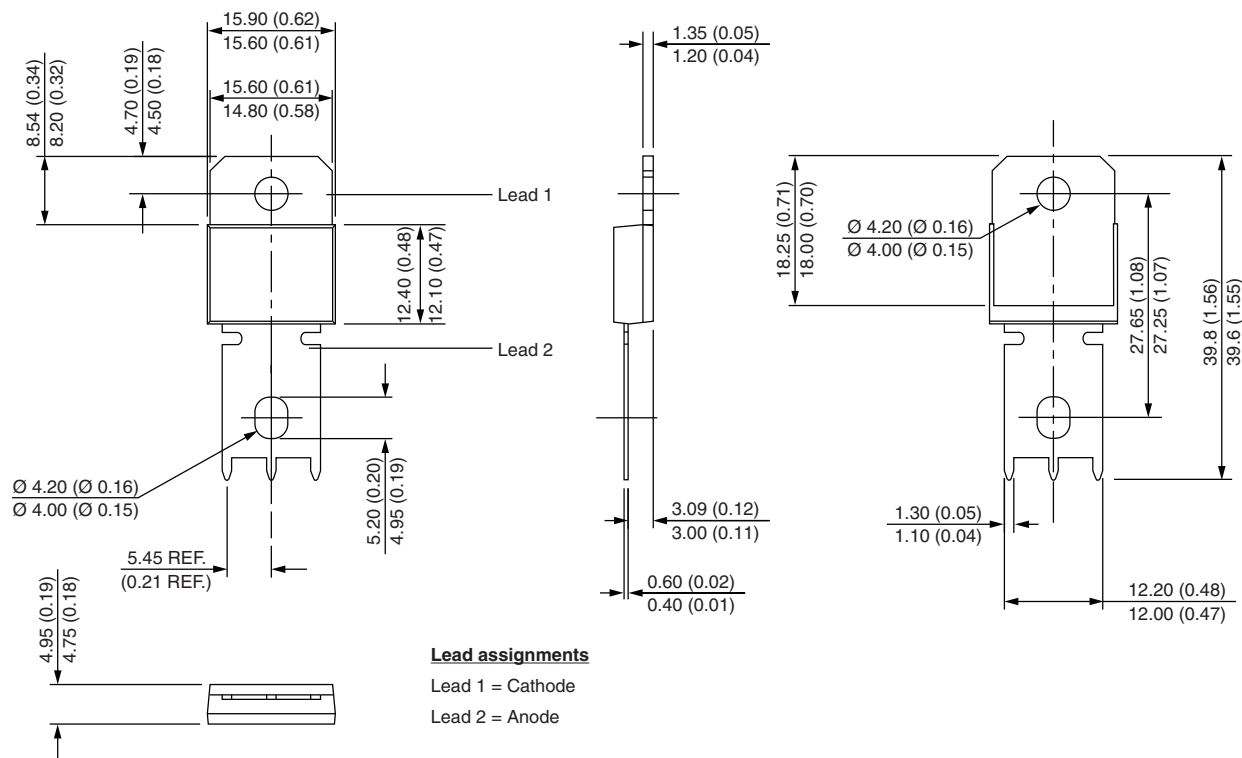 15.90 (0.62)
15.60 (0.61)
15.60 (0.61)
14.80 (0.58)
4.70 (0.19)
4.50 (0.18)
8.54 (0.34)
8.20 (0.32)
Lead 1
12.40 (0.48)
12.10 (0.47)
Lead 2
Ø 4.20 (Ø 0.16)
Ø 4.00 (Ø 0.15)
5.20 (0.20)
4.95 (0.19)
5.45 REF.
(0.21 REF.)
4.95 (0.19)
4.75 (0.18)
1.35 (0.05)
1.20 (0.04)
3.09 (0.12)
3.00 (0.11)
0.60 (0.02)
0.40 (0.01)
18.25 (0.71)
18.00 (0.70)
Ø 4.20 (Ø 0.16)
Ø 4.00 (Ø 0.15)
27.65 (1.08)
27.25 (1.07)
39.8 (1.56)
39.6 (1.55)
1.30 (0.05)
1.10 (0.04)
12.20 (0.48)
12.00 (0.47)
Lead assignments
Lead 1 = Cathode
Lead 2 = Anode